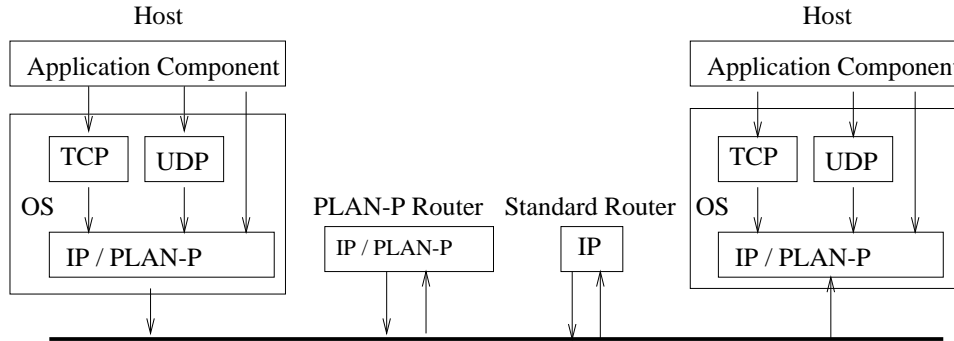 Host
Host
Application Component
Application Component
TCP
UDP
TCP
UDP
OS
PLAN-P Router
Standard Router
OS
IP / PLAN-P
IP / PLAN-P
IP
IP / PLAN-P